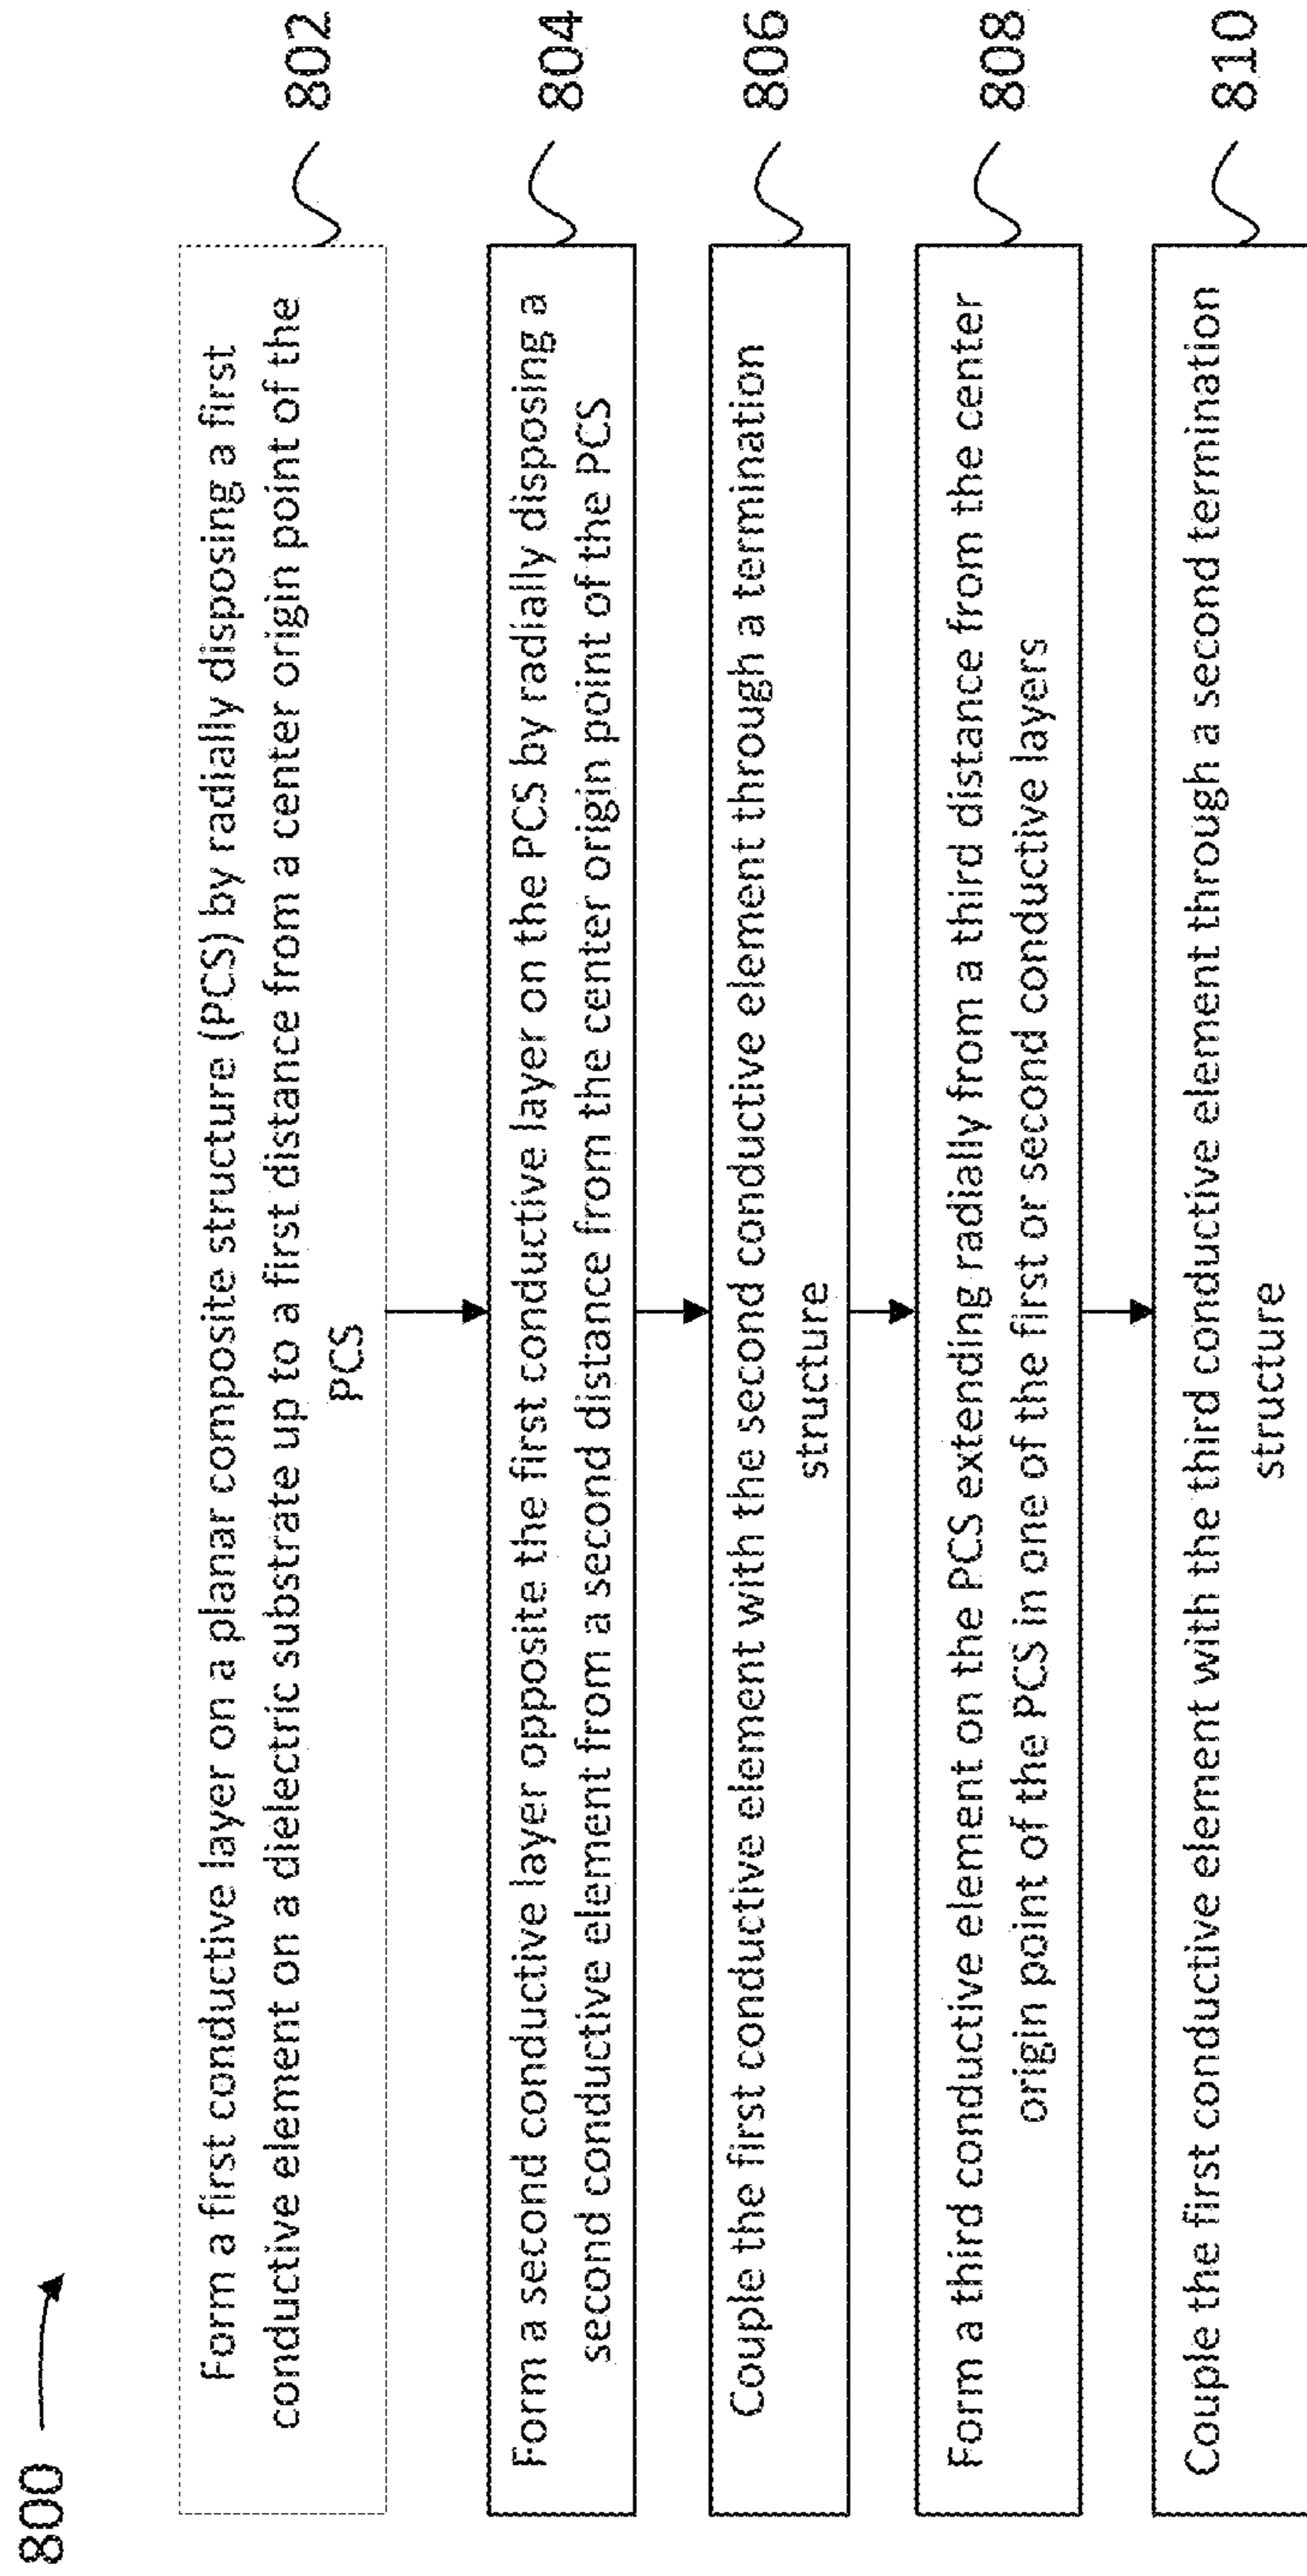 800
Form a first conductive layer on a planar composite structure (PCS) by radially disposing a first
conductive element on a dielectric substrate up to a first distance from a center origin point of the
PCS
802
Form a second conductive layer opposite the first conductive layer on the PCS by radially disposing a
second conductive element from a second distance from the center origin point of the PCS
804
Couple the first conductive element with the second conductive element through a termination
structure
806
Form a third conductive element on the PCS extending radially from a third distance from the center
origin point of the PCS in one of the first or second conductive layers
808
Couple the first conductive element with the third conductive element through a second termination
structure
810